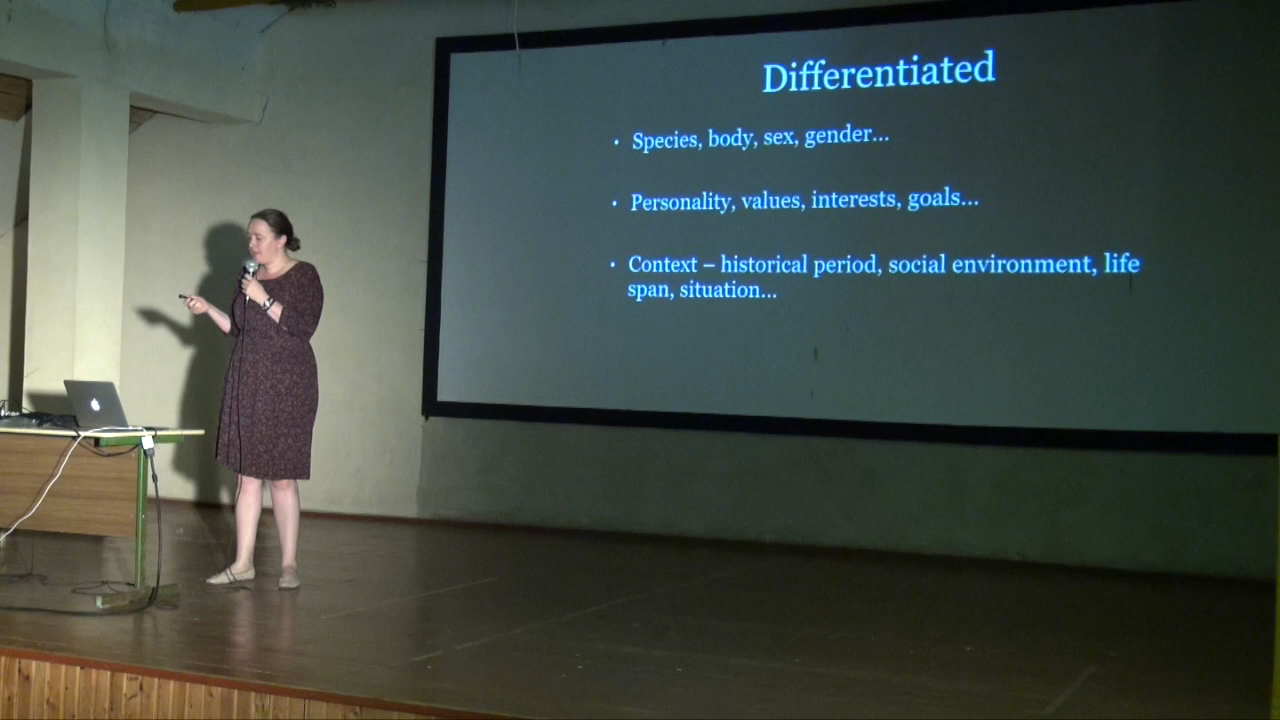 Differentiated
• Species, body, sex, gender...
• Personality, values, interests, goals...
• Context – historical period, social environment, life
span, situation...